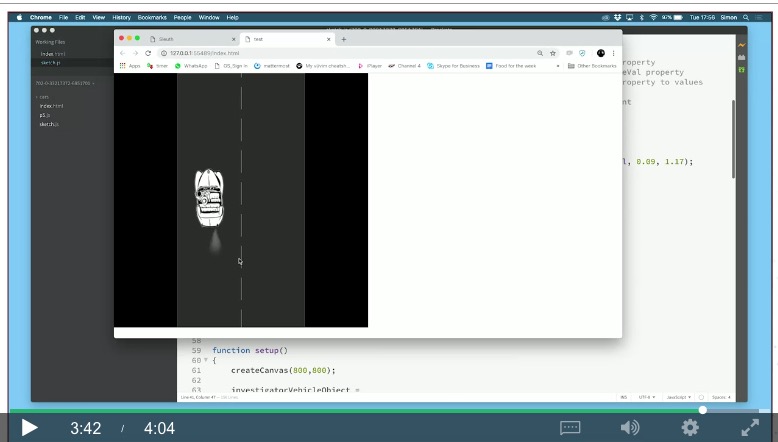 Chrome File Edit View History Bookmarks People Window Help 97% Tue 17:56 Simon
Working Files
index.html
sketch.js
index.html
p5.js
sketch.js
Sleuth
test
127.0.0.1:55489/index.html
Apps timer WhatsApp GS_Sign In mattermost My vi/vim cheatsh... iPlayer Channel 4 Skype for Business Food for the week Other Bookmarks
roperty
eVal property
roperty to values
nt
l, 0.09, 1.17);
58
59 function setup()
60 {
61 createCanvas(800,800);
62
63 investigatorVehicleObject =
UTF-8 JavaScript Spaces
3:42 / 4:04